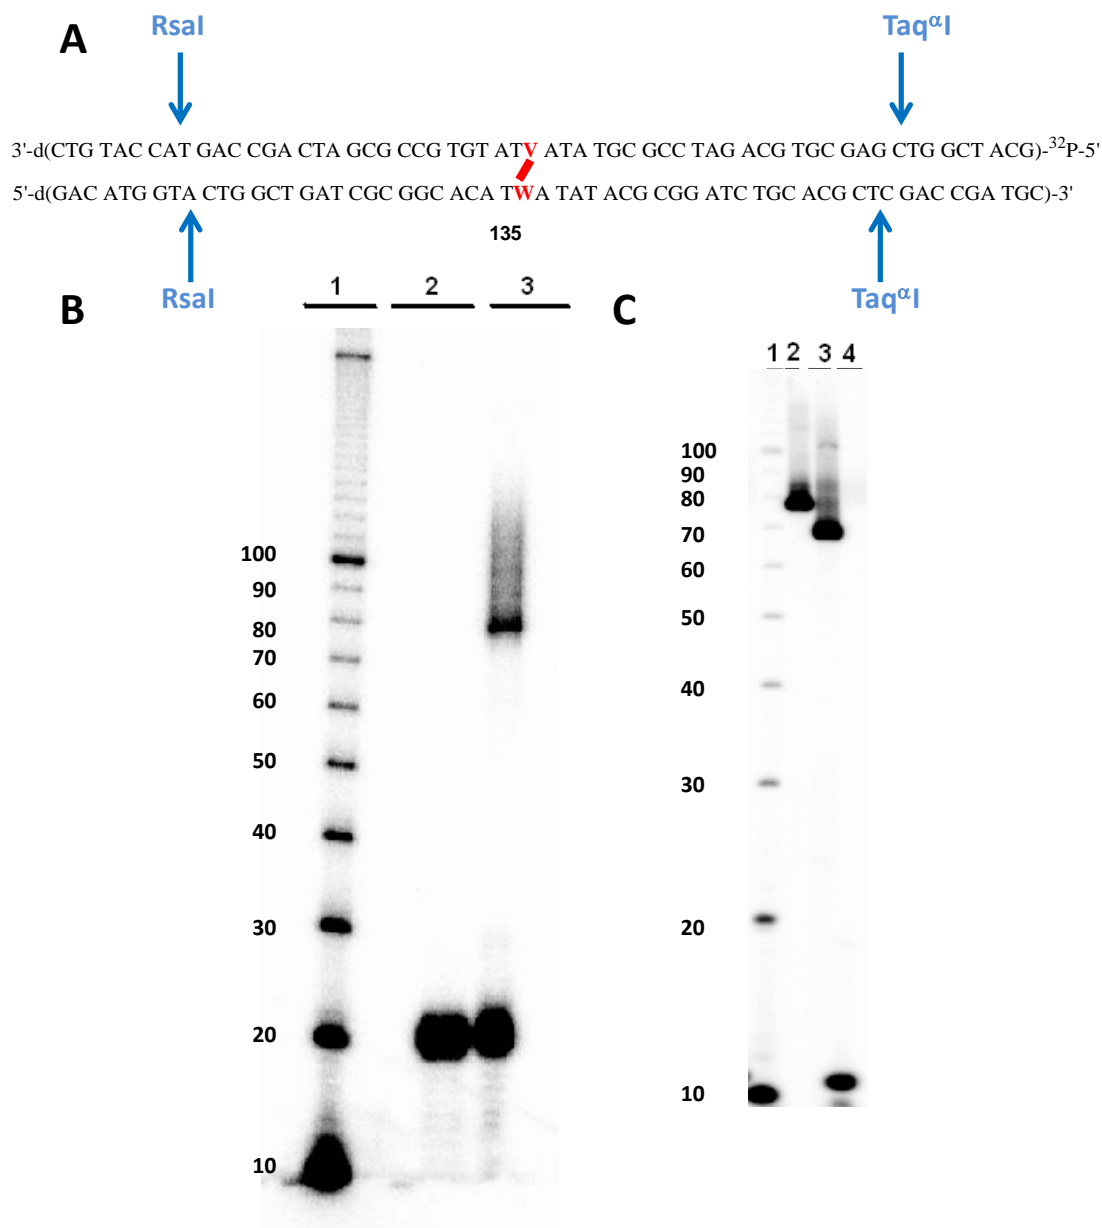 A
RsaI
TaqαI
3'-d(CTG TAC CAT GAC CGA CTA GCG CCG TGT ATV ATA TGC GCC TAG ACG TGC GAG CTG GCT ACG)-32P-5'
5'-d(GAC ATG GTA CTG GCT GAT CGC GGC ACA TWA TAT ACG CGG ATC TGC ACG CTC GAC CGA TGC)-3'
135
RsaI
TaqαI
B
1 2 3
100
90
80
70
60
50
40
30
20
10
C
1 2 3 4
100
90
80
70
60
50
40
30
20
10